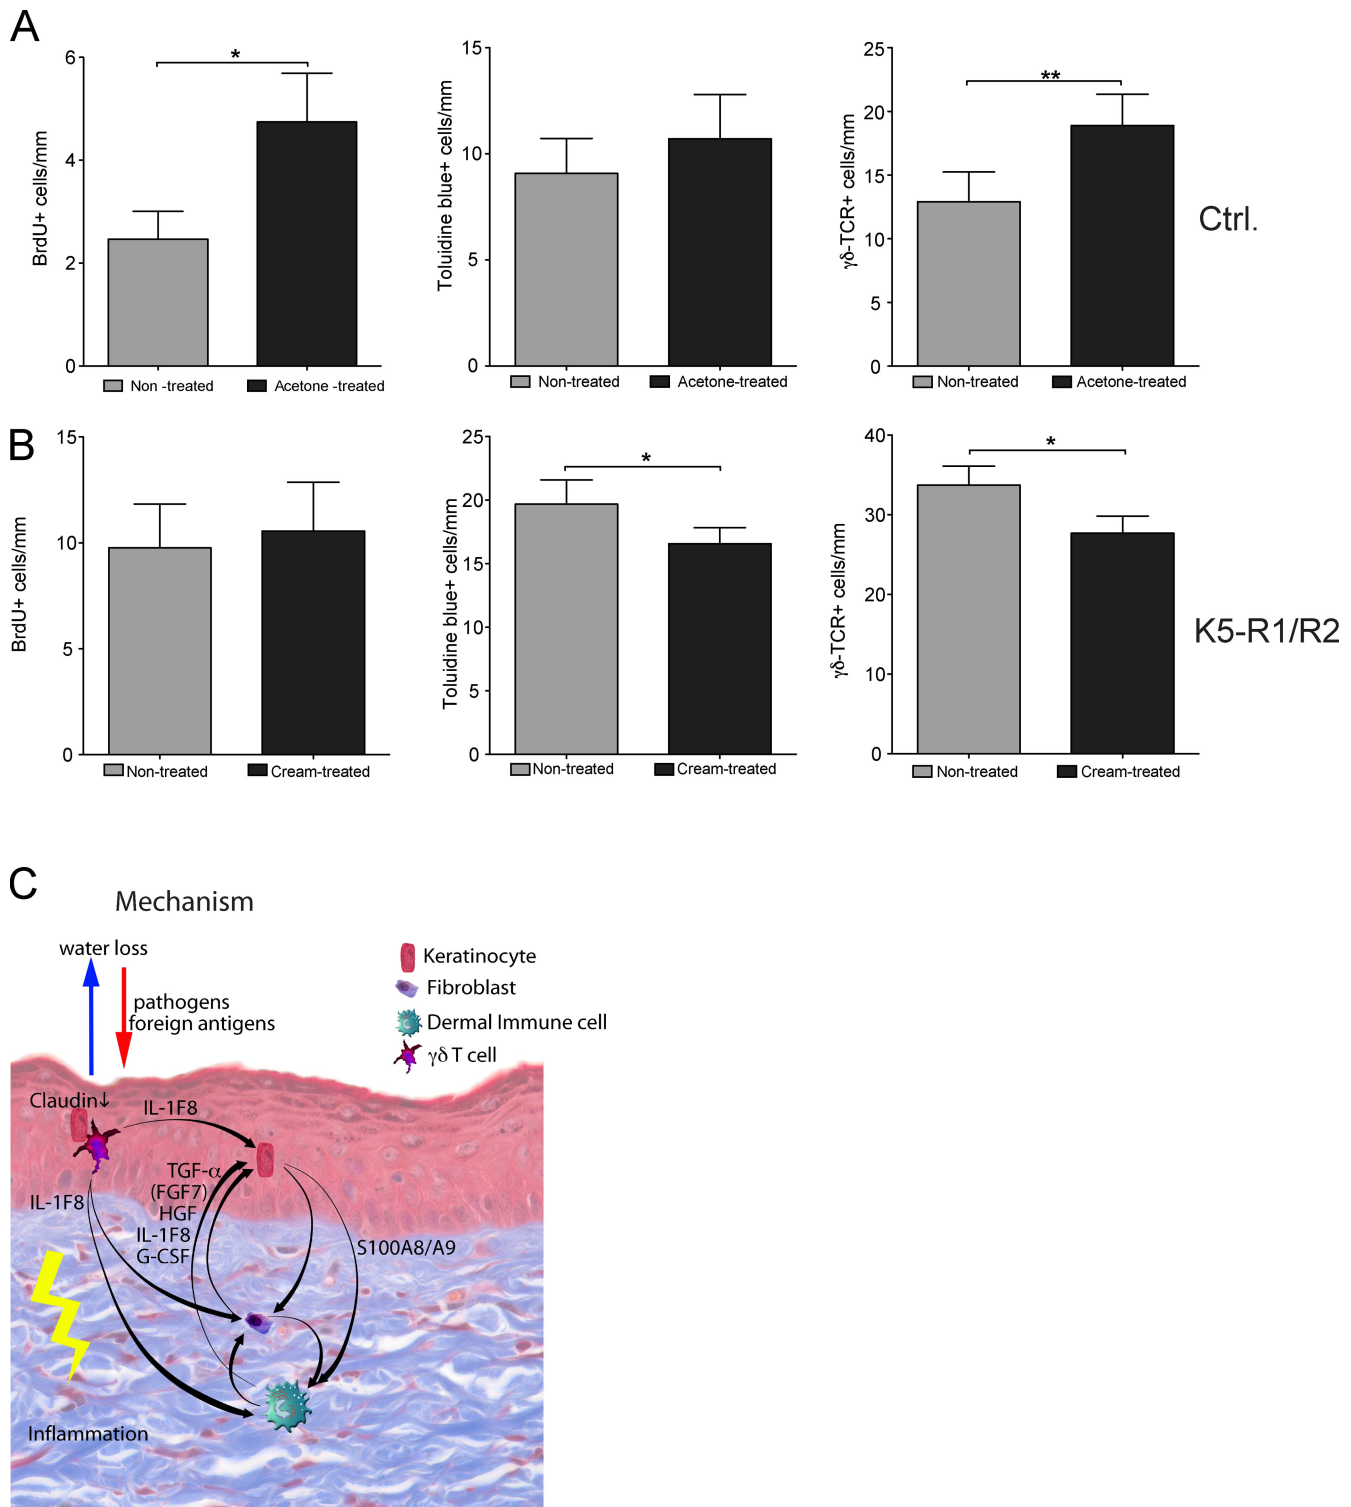 A
BrdU+ cells/mm
6
4
2
0
*
Non -treated
Acetone -treated
Toluidine blue+ cells/mm
15
10
5
0
Non-treated
Acetone-treated
γδ-TCR+ cells/mm
25
20
15
10
5
0
**
Non-treated
Acetone-treated
Ctrl.
B
BrdU+ cells/mm
15
10
5
0
Non-treated
Cream-treated
Toluidine blue+ cells/mm
25
20
15
10
5
0
*
Non-treated
Cream-treated
γδ-TCR+ cells/mm
40
30
20
10
0
*
Non-treated
Cream-treated
K5-R1/R2
C
Mechanism
water loss
pathogens
foreign antigens
Keratinocyte
Fibroblast
Dermal Immune cell
γδ T cell
Claudin↓
IL-1F8
IL-1F8
TGF-α
(FGF7)
HGF
IL-1F8
G-CSF
S100A8/A9
Inflammation